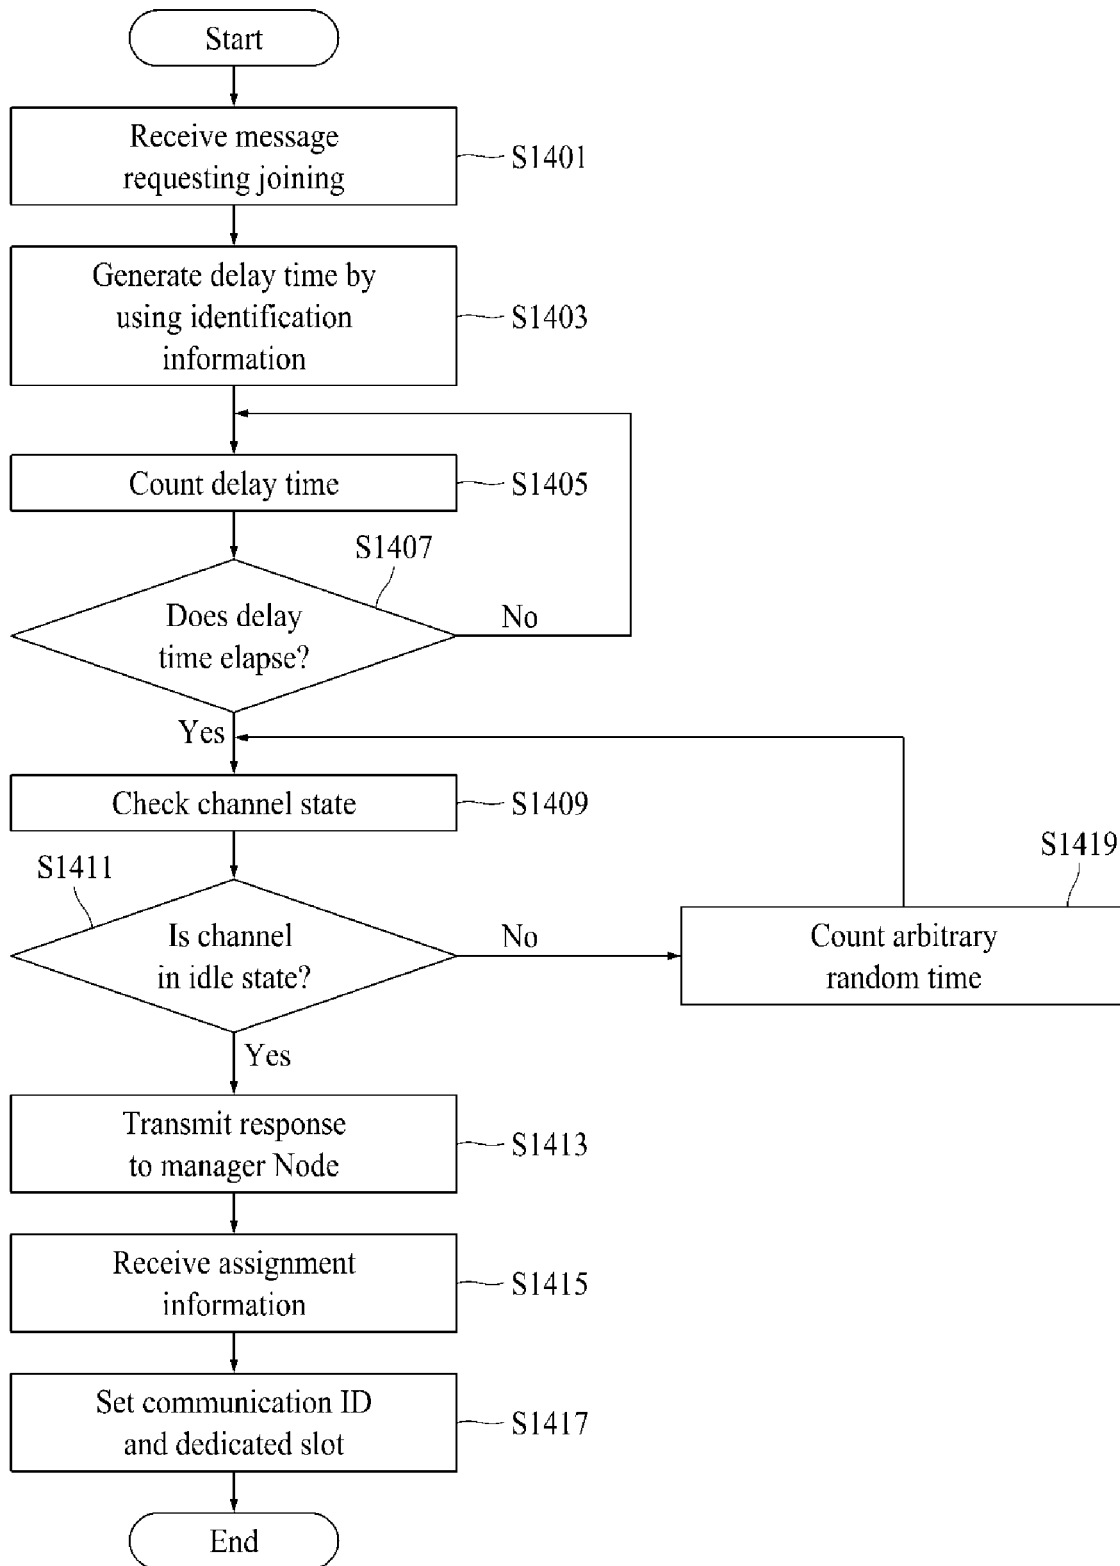 Start
Receive message
requesting joining
S1401
Generate delay time by
using identification
information
S1403
Count delay time
S1405
S1407
Does delay
time elapse?
No
Yes
Check channel state
S1409
S1411
Is channel
in idle state?
No
S1419
Count arbitrary
random time
Yes
Transmit response
to manager Node
S1413
Receive assignment
information
S1415
Set communication ID
and dedicated slot
S1417
End